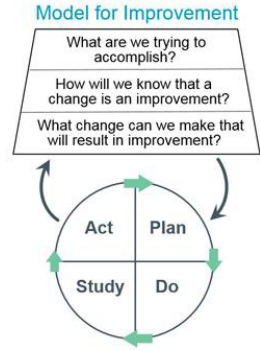 Model for Improvement
What are we trying to
accomplish?
How will we know that a
change is an improvement?
What change can we make that
will result in improvement?
Act
Plan
Study
Do